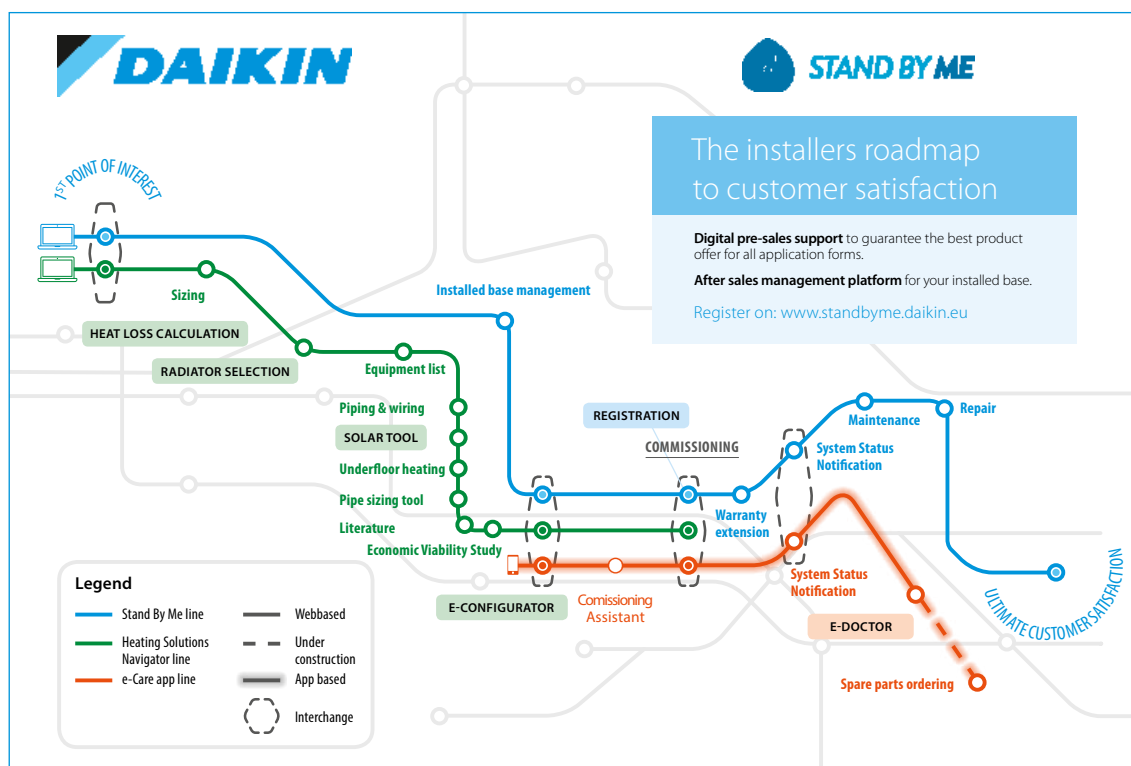 DAIKIN
STAND BY ME
The installers roadmap
to customer satisfaction
Digital pre-sales support to guarantee the best product
offer for all application forms.
After sales management platform for your installed base.
Register on: www.standbyme.daikin.eu
1ST POINT OF INTEREST
Sizing
Installed base management
HEAT LOSS CALCULATION
RADIATOR SELECTION
Equipment list
Piping & wiring
SOLAR TOOL
Underfloor heating
Pipe sizing tool
Literature
Economic Viability Study
REGISTRATION
COMMISSIONING
Maintenance
Repair
System Status
Notification
Warranty
extension
System Status
Notification
E-CONFIGURATOR
Comissioning
Assistant
E-DOCTOR
Spare parts ordering
ULTIMATE CUSTOMER SATISFACTION
Legend
Stand By Me line
Heating Solutions
Navigator line
e-Care app line
Webbased
Under
construction
App based
Interchange